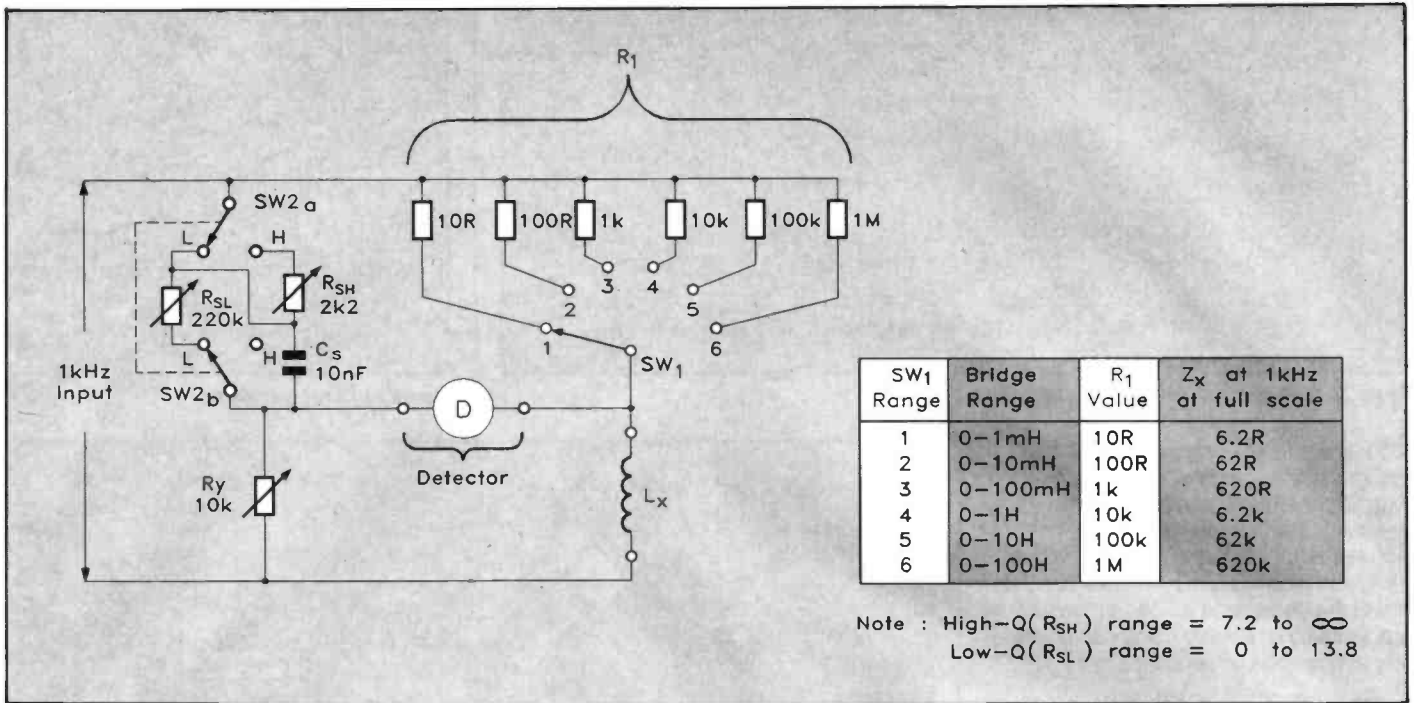 R1
SW2a
L
H
RSL
220k
RSH
2k2
L
H
Cs
10nF
SW2b
1kHz
Input
10R
100R
1k
10k
100k
1M
1
2
3
4
5
6
SW1
D
Detector
Ry
10k
Lx
SW1 Range Bridge Range R1 Value Zx at 1kHz at full scale
1 0-1mH 10R 6.2R
2 0-10mH 100R 62R
3 0-100mH 1k 620R
4 0-1H 10k 6.2k
5 0-10H 100k 62k
6 0-100H 1M 620k
Note : High-Q(RSH) range = 7.2 to ∞
Low-Q(RSL) range = 0 to 13.8